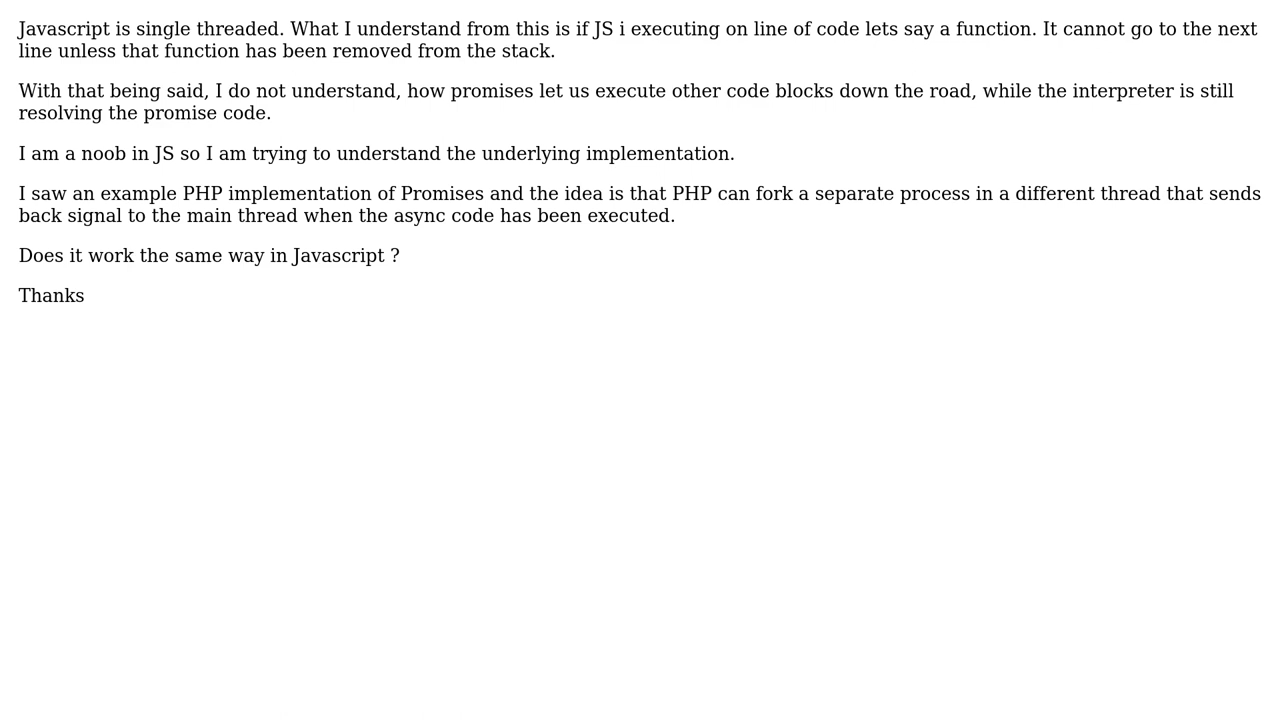 Javascript is single threaded. What I understand from this is if JS i executing on line of code lets say a function. It cannot go to the next
line unless that function has been removed from the stack.
With that being said, I do not understand, how promises let us execute other code blocks down the road, while the interpreter is still
resolving the promise code.
I am a noob in JS so I am trying to understand the underlying implementation.
I saw an example PHP implementation of Promises and the idea is that PHP can fork a separate process in a different thread that sends
back signal to the main thread when the async code has been executed.
Does it work the same way in Javascript ?
Thanks